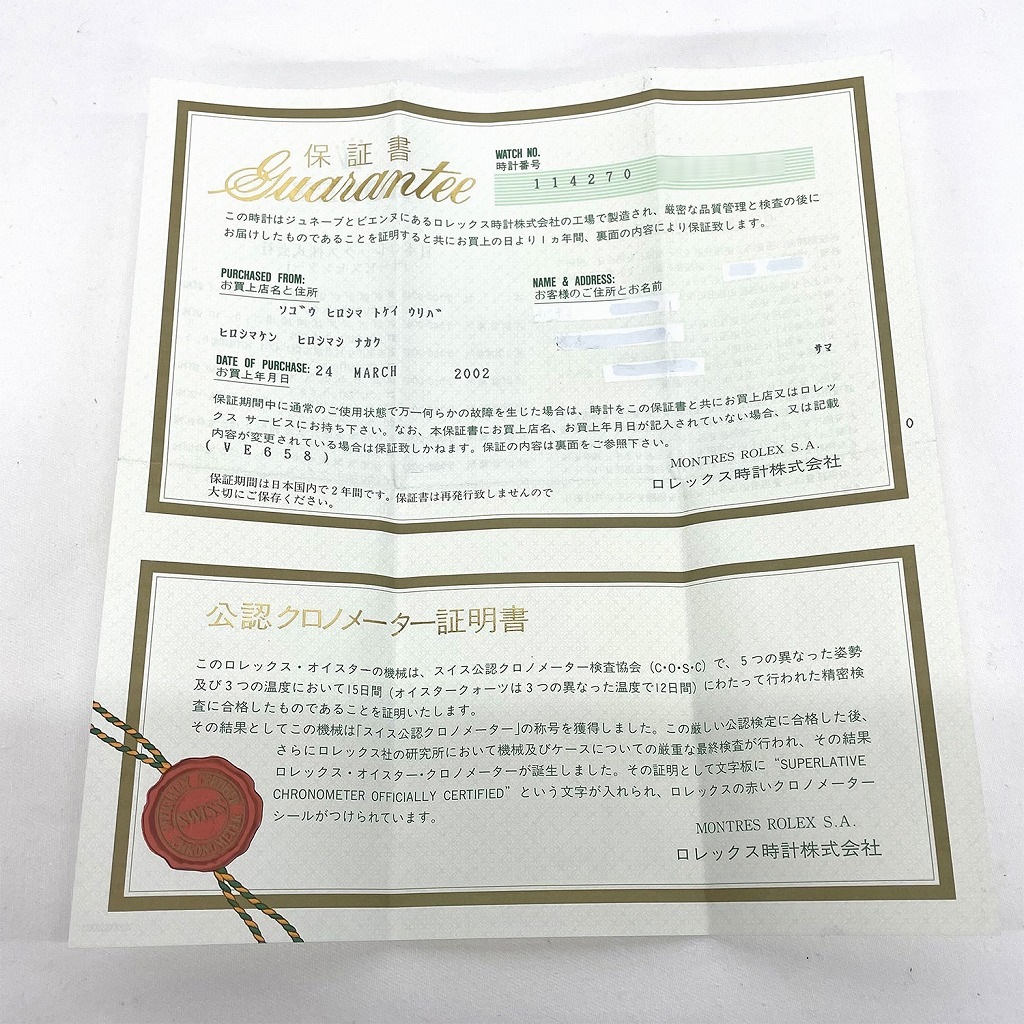 保証書
Guarantee
WATCH NO.
時計番号
114270
この時計はジュネーブとビエンヌにあるロレックス時計株式会社の工場で製造され、厳密な品質管理と検査の後に
お届けしたものであることを証明すると共にお買上の日より1ヵ年間、裏面の内容により保証致します。
PURCHASED FROM:
お買上店名と住所
ソゴウ ヒロシマ トケイ ウリバ
ヒロシマケン ヒロシマシ ナカク
NAME & ADDRESS:
お客様のご住所とお名前
サマ
DATE OF PURCHASE: 24 MARCH 2002
お買上年月日
保証期間中に通常のご使用状態で万一何らかの故障を生じた場合は、時計をこの保証書と共にお買上店又はロレッ
クス サービスにお持ち下さい。なお、本保証書にお買上店名、お買上年月日が記入されていない場合、又は記載
内容が変更されている場合は保証致しかねます。保証の内容は裏面をご参照下さい。
0
(VE658)
MONTRES ROLEX S.A.
ロレックス時計株式会社
保証期間は日本国内で2年間です。保証書は再発行致しませんので
大切にご保存ください。
公認クロノメーター証明書
このロレックス・オイスターの機械は、スイス公認クロノメーター検査協会(C・O・S・C)で、5つの異なった姿勢
及び3つの温度において15日間(オイスタークォーツは3つの異なった温度で12日間)にわたって行われた精密検
査に合格したものであることを証明いたします。
その結果としてこの機械は「スイス公認クロノメーター」の称号を獲得しました。この厳しい公認検定に合格した後、
さらにロレックス社の研究所において機械及びケースについての厳重な最終検査が行われ、その結果
ロレックス・オイスター・クロノメーターが誕生しました。その証明として文字板に “SUPERLATIVE
CHRONOMETER OFFICIALLY CERTIFIED” という文字が入れられ、ロレックスの赤いクロノメーター
シールがつけられています。
SWISS
CHRONOMETER
MONTRES ROLEX S.A.
ロレックス時計株式会社